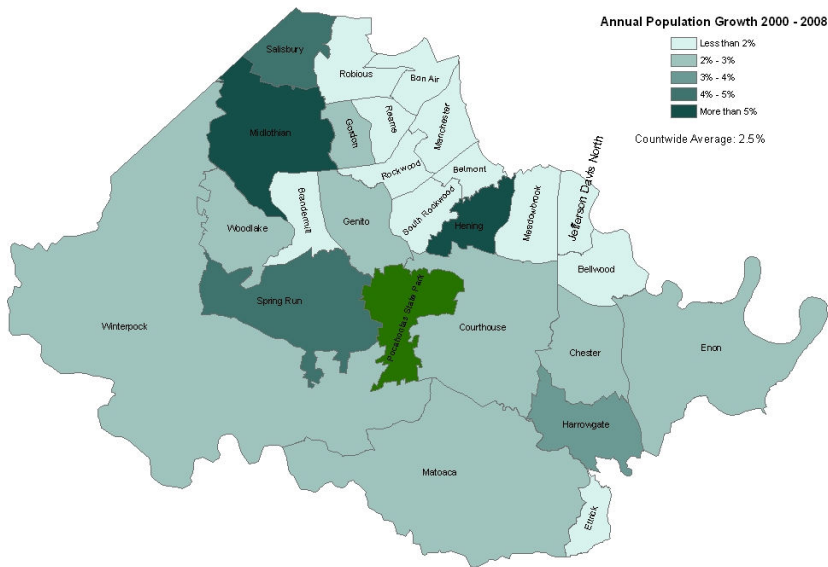 Annual Population Growth 2000 - 2008
Less than 2%
2% - 3%
3% - 4%
4% - 5%
More than 5%
Countwide Average: 2.5%
Salisbury
Robious
Bon Air
Midlothian
Gordon
Reams
Manchester
Rockwood
Belmont
Brandermill
Genito
South Rockwood
Hening
Meadowbrook
Jefferson Davis North
Woodlake
Bellwood
Spring Run
Pocahontas State Park
Winterpock
Courthouse
Chester
Enon
Harrowgate
Matoaca
Ettrick